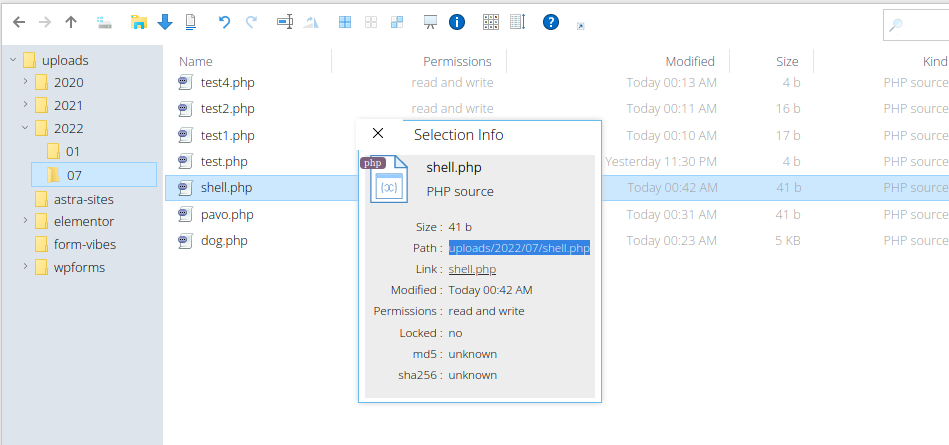 Name Permissions Modified Size Kind
uploads
2020
2021
2022
01
07
astra-sites
elementor
form-vibes
wpforms
test4.php read and write Today 00:13 AM 4 b PHP source
test2.php read and write Today 00:11 AM 16 b PHP source
test1.php Today 00:10 AM 17 b PHP source
test.php Yesterday 11:30 PM 4 b PHP source
shell.php Today 00:42 AM 41 b PHP source
pavo.php Today 00:31 AM 41 b PHP source
dog.php Today 00:23 AM 5 KB PHP source
Selection Info
php
shell.php
PHP source
Size : 41 b
Path : uploads/2022/07/shell.php
Link : shell.php
Modified : Today 00:42 AM
Permissions : read and write
Locked : no
md5 : unknown
sha256 : unknown